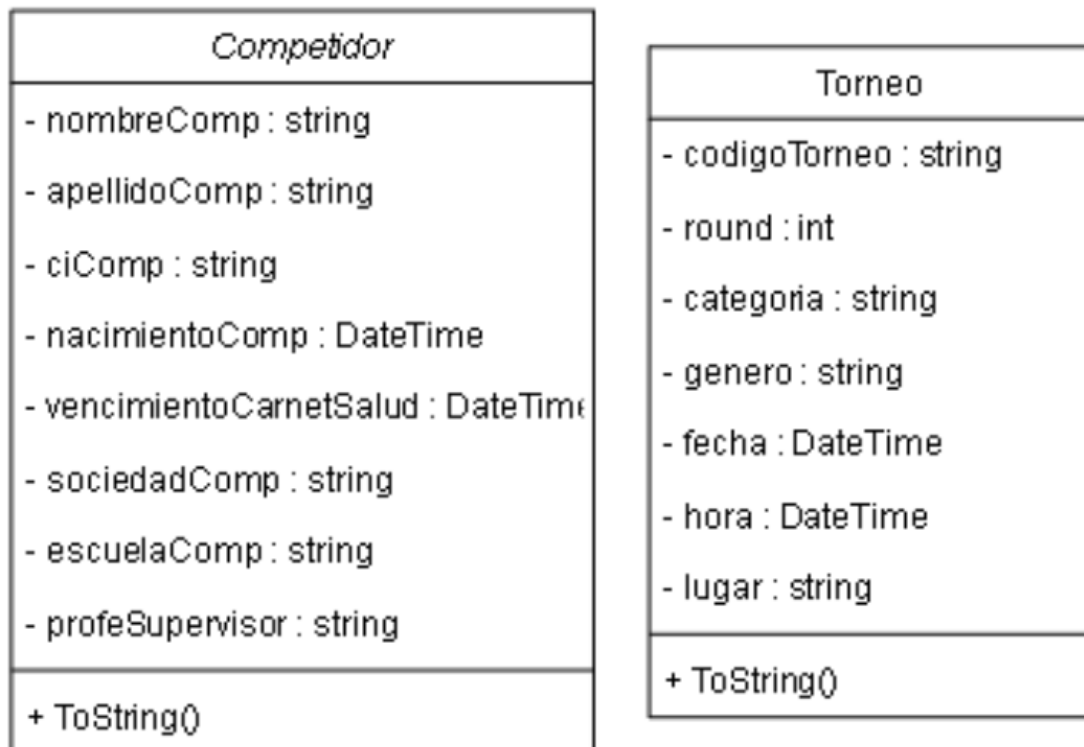 Competidor
- nombreComp : string
- apellidoComp : string
- ciComp : string
- nacimientoComp : DateTime
- vencimientoCarnetSalud : DateTime
- sociedadComp : string
- escuelaComp : string
- profeSupervisor : string
+ ToString()
Torneo
- codigoTorneo : string
- round : int
- categoria : string
- genero : string
- fecha : DateTime
- hora : DateTime
- lugar : string
+ ToString()